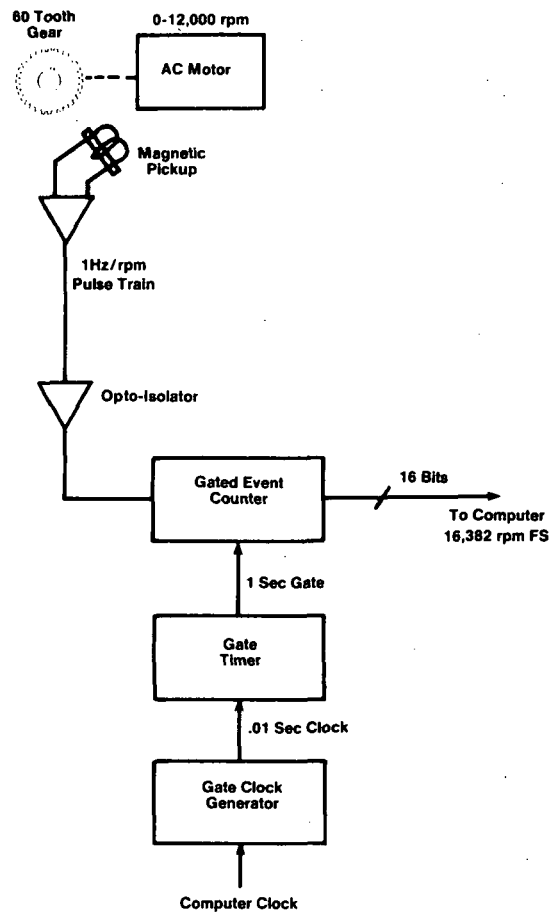 60 Tooth
Gear
0-12,000 rpm
AC Motor
Magnetic
Pickup
1Hz/rpm
Pulse Train
Opto-Isolator
Gated Event
Counter
16 Bits
To Computer
16,382 rpm FS
1 Sec Gate
Gate
Timer
.01 Sec Clock
Gate Clock
Generator
Computer Clock